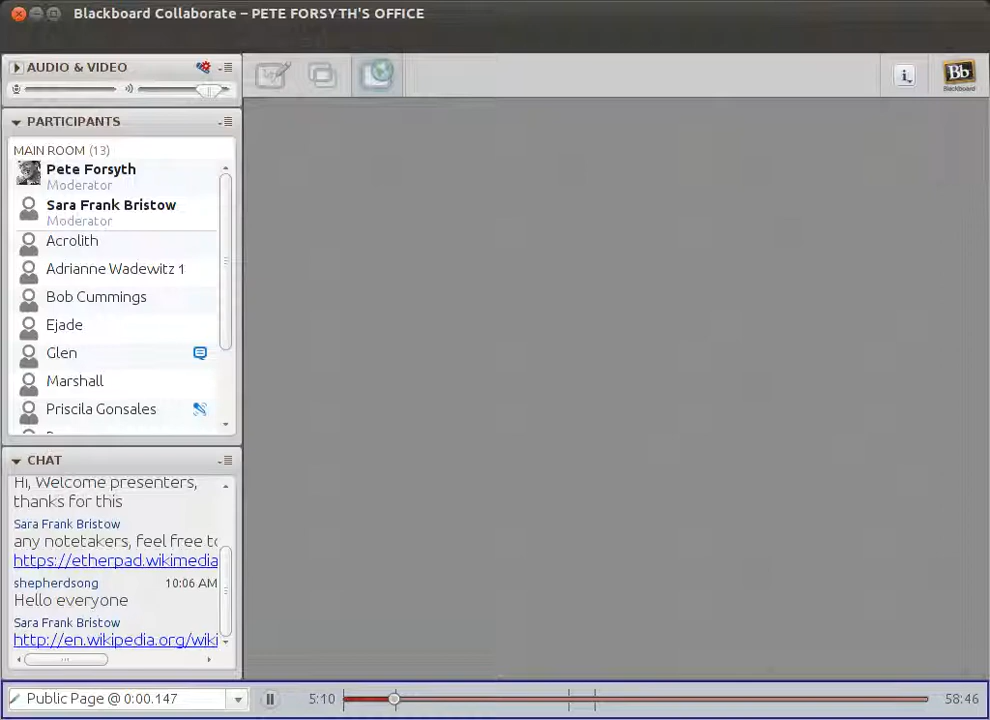 Blackboard Collaborate – PETE FORSYTH'S OFFICE
AUDIO & VIDEO
i
Bb
Blackboard
PARTICIPANTS
MAIN ROOM (13)
Pete Forsyth
Moderator
Sara Frank Bristow
Moderator
Acrolith
Adrianne Wadewitz 1
Bob Cummings
Ejade
Glen
Marshall
Priscila Gonsales
CHAT
Hi, Welcome presenters,
thanks for this
Sara Frank Bristow
any notetakers, feel free to
https://etherpad.wikimedia
shepherdsong 10:06 AM
Hello everyone
Sara Frank Bristow
http://en.wikipedia.org/wiki
Public Page @ 0:00.147
5:10
58:46